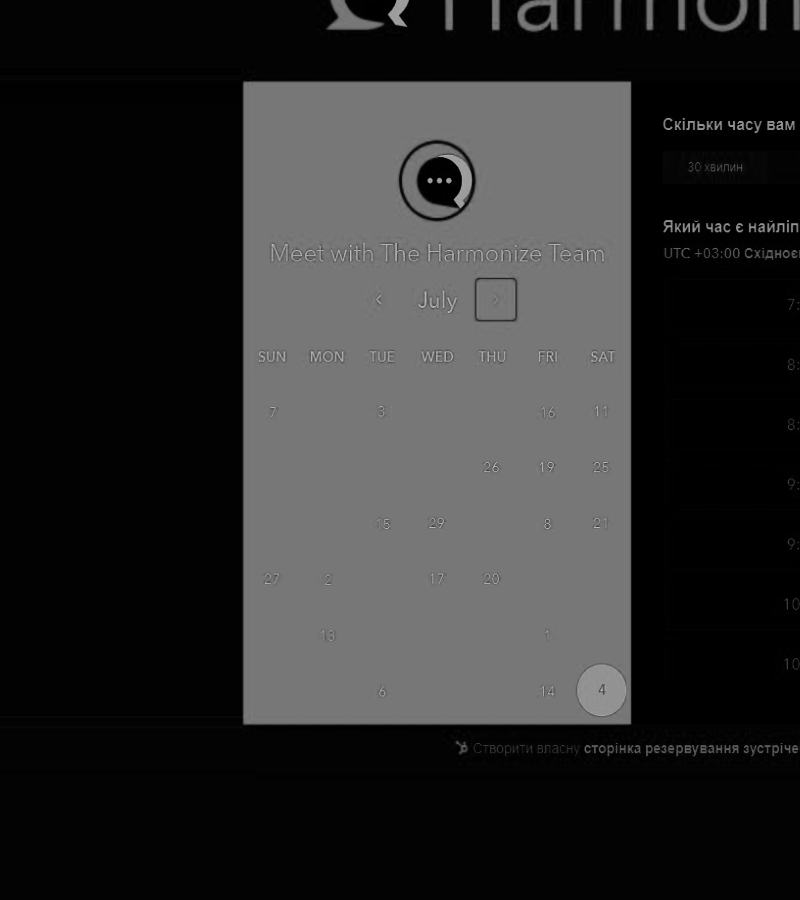 Harmon
Скільки часу вам
30 хвилин
Meet with The Harmonize Team
Який час є найліп
UTC +03:00 Східноє
July
7:
SUN MON TUE WED THU FRI SAT
8:
7 3 16 11
8:
26 19 25
9:
15 29 8 21
9:
27 2 17 20
10
13 1
10
6 14 4
Створити власну сторінка резервування зустріче